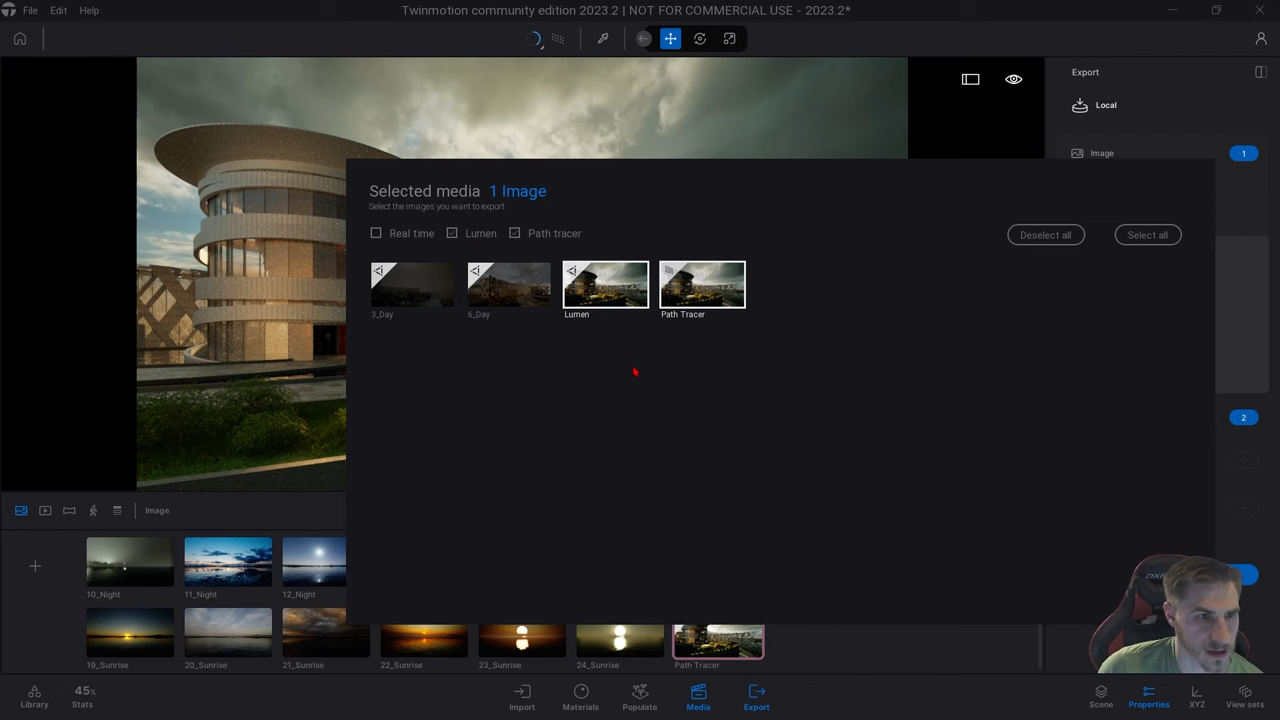 File Edit Help
Twinmotion community edition 2023.2 | NOT FOR COMMERCIAL USE - 2023.2*
Export
Local
Image 1
Selected media 1 Image
Select the images you want to export
Real time Lumen Path tracer
Deselect all Select all
3_Day 6_Day Lumen Path Tracer
2
Image
10_Night 11_Night 12_Night
19_Sunrise 20_Sunrise 21_Sunrise 22_Sunrise 23_Sunrise 24_Sunrise Path Tracer
45%
Library Stats Import Materials Populate Media Export Scene Properties XYZ View sets